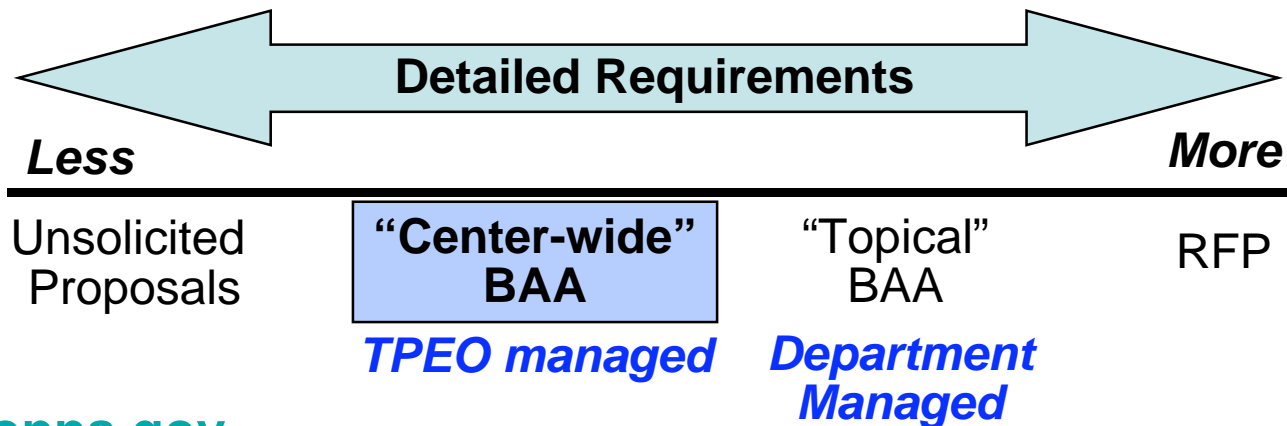 Detailed Requirements
Less
More
Unsolicited
Proposals
“Center-wide”
BAA
“Topical”
BAA
RFP
TPEO managed
Department
Managed